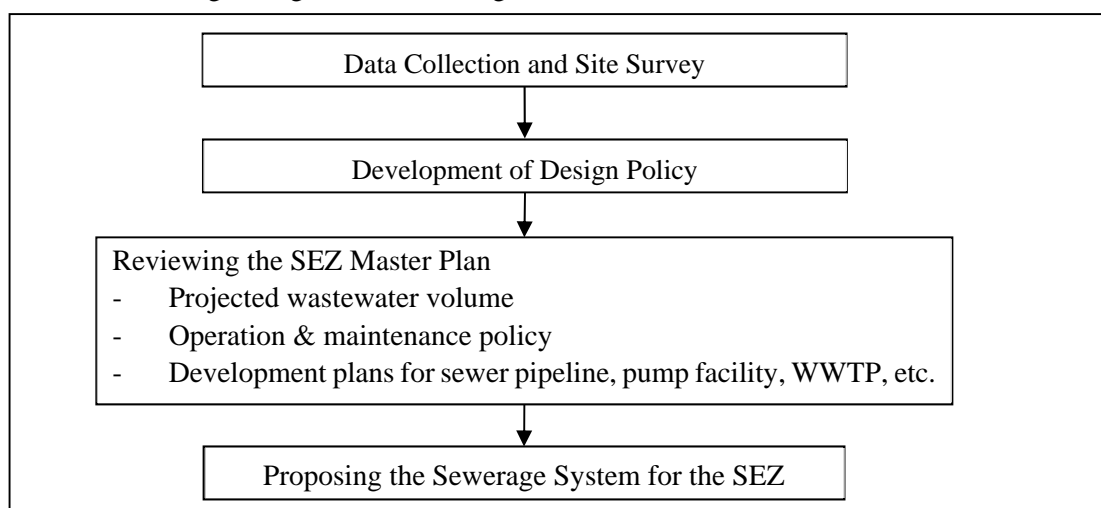 Data Collection and Site Survey
Development of Design Policy
Reviewing the SEZ Master Plan
- Projected wastewater volume
- Operation & maintenance policy
- Development plans for sewer pipeline, pump facility, WWTP, etc.
Proposing the Sewerage System for the SEZ